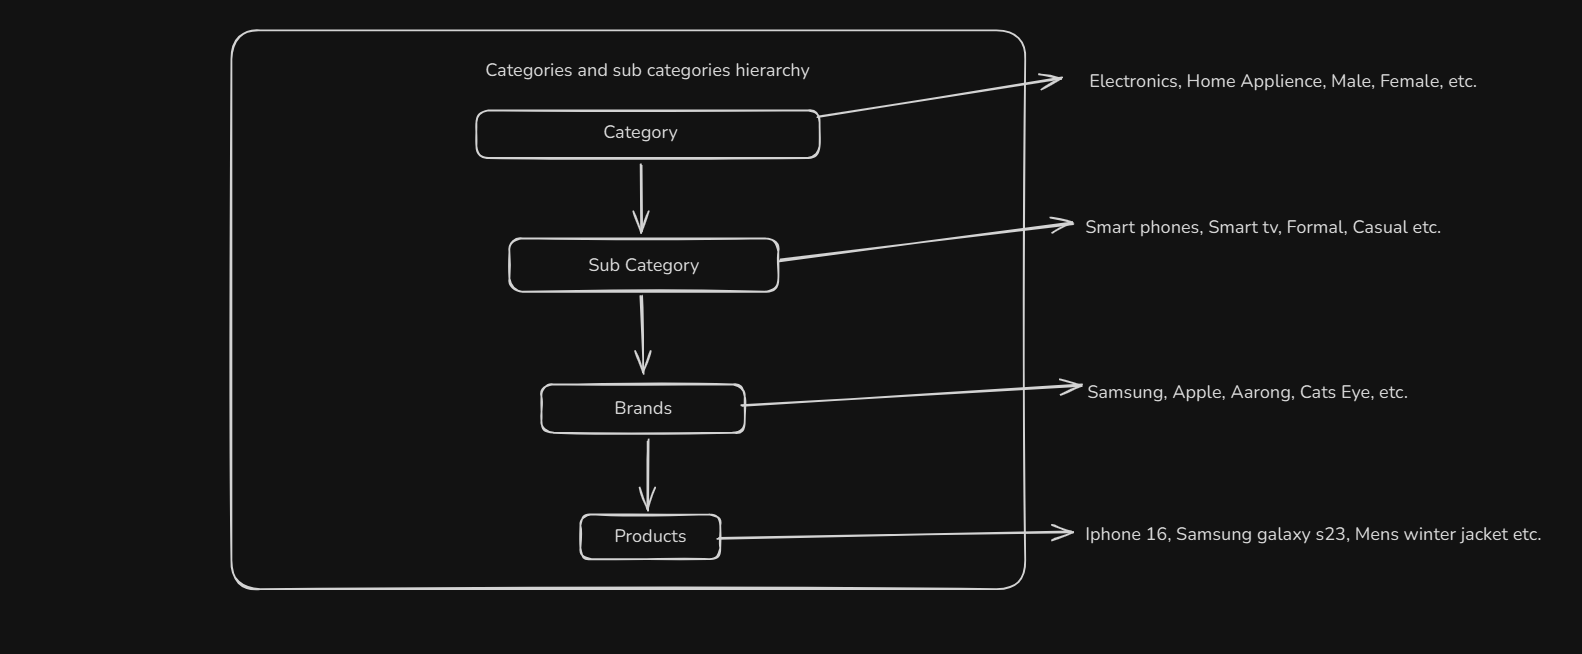 Categories and sub categories hierarchy
Electronics, Home Applience, Male, Female, etc.
Category
Smart phones, Smart tv, Formal, Casual etc.
Sub Category
Samsung, Apple, Aarong, Cats Eye, etc.
Brands
Iphone 16, Samsung galaxy s23, Mens winter jacket etc.
Products